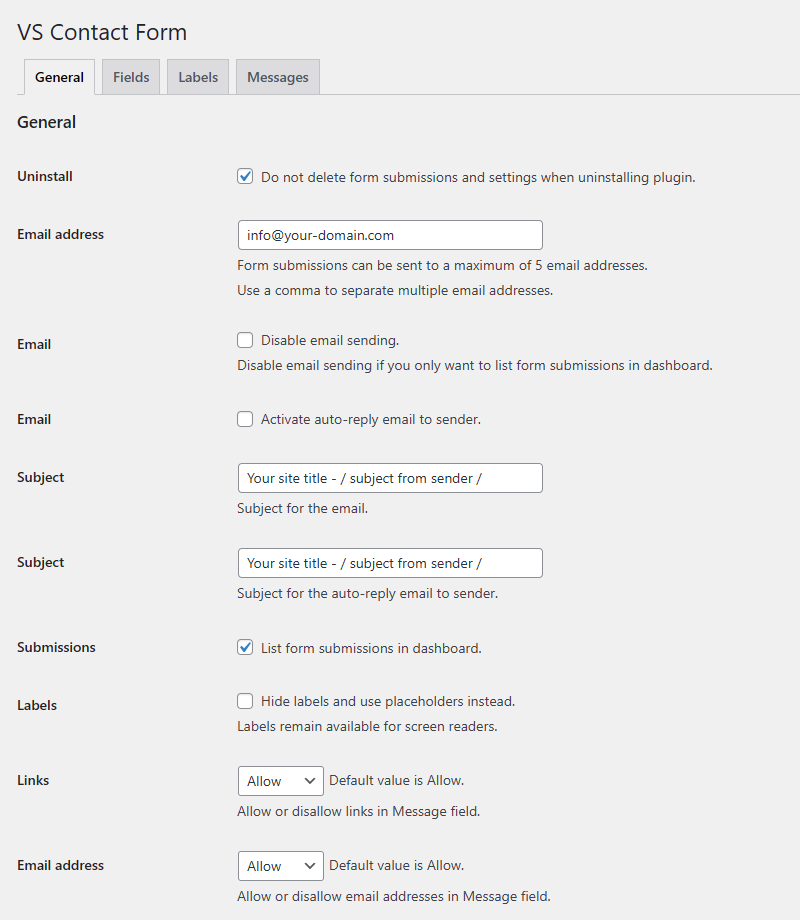 VS Contact Form
General Fields Labels Messages
General
Uninstall Do not delete form submissions and settings when uninstalling plugin.
Email address info@your-domain.com
Form submissions can be sent to a maximum of 5 email addresses.
Use a comma to separate multiple email addresses.
Email Disable email sending.
Disable email sending if you only want to list form submissions in dashboard.
Email Activate auto-reply email to sender.
Subject Your site title - / subject from sender /
Subject for the email.
Subject Your site title - / subject from sender /
Subject for the auto-reply email to sender.
Submissions List form submissions in dashboard.
Labels Hide labels and use placeholders instead.
Labels remain available for screen readers.
Links Allow Default value is Allow.
Allow or disallow links in Message field.
Email address Allow Default value is Allow.
Allow or disallow email addresses in Message field.